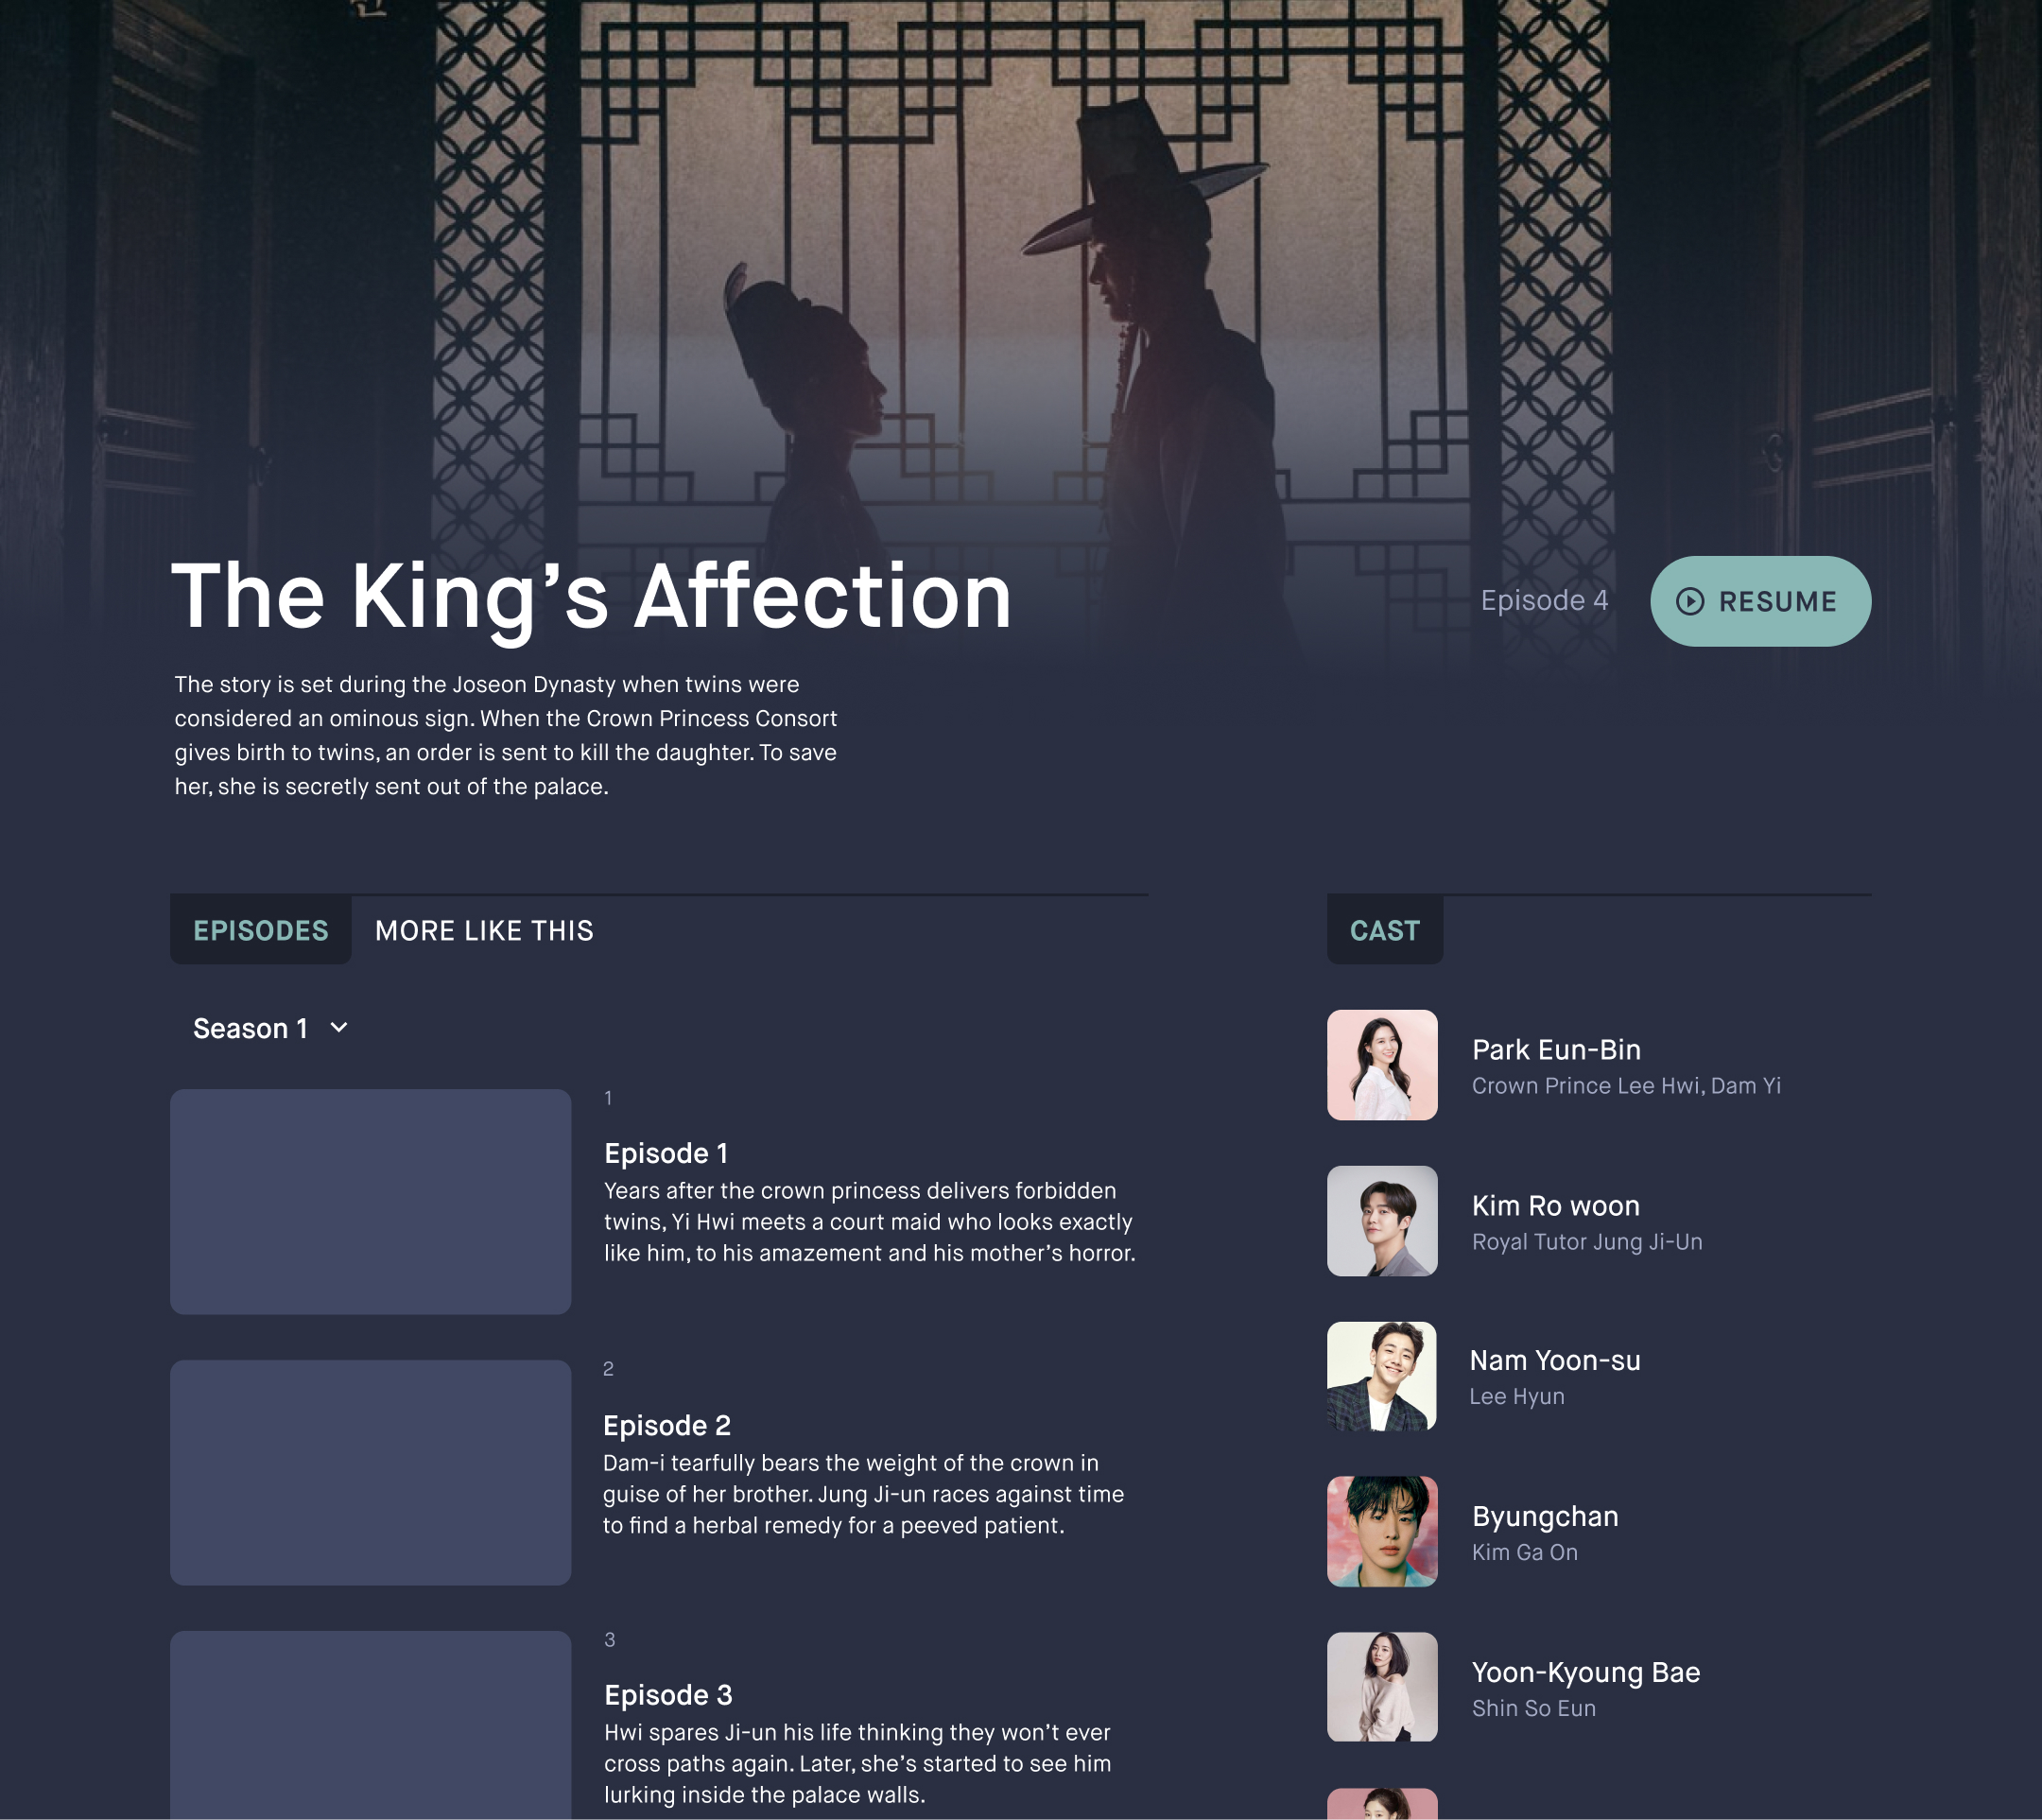 The King’s Affection
Episode 4
RESUME
The story is set during the Joseon Dynasty when twins were
considered an ominous sign. When the Crown Princess Consort
gives birth to twins, an order is sent to kill the daughter. To save
her, she is secretly sent out of the palace.
EPISODES
MORE LIKE THIS
Season 1
1
Episode 1
Years after the crown princess delivers forbidden
twins, Yi Hwi meets a court maid who looks exactly
like him, to his amazement and his mother’s horror.
2
Episode 2
Dam-i tearfully bears the weight of the crown in
guise of her brother. Jung Ji-un races against time
to find a herbal remedy for a peeved patient.
3
Episode 3
Hwi spares Ji-un his life thinking they won’t ever
cross paths again. Later, she’s started to see him
lurking inside the palace walls.
CAST
Park Eun-Bin
Crown Prince Lee Hwi, Dam Yi
Kim Ro woon
Royal Tutor Jung Ji-Un
Nam Yoon-su
Lee Hyun
Byungchan
Kim Ga On
Yoon-Kyoung Bae
Shin So Eun